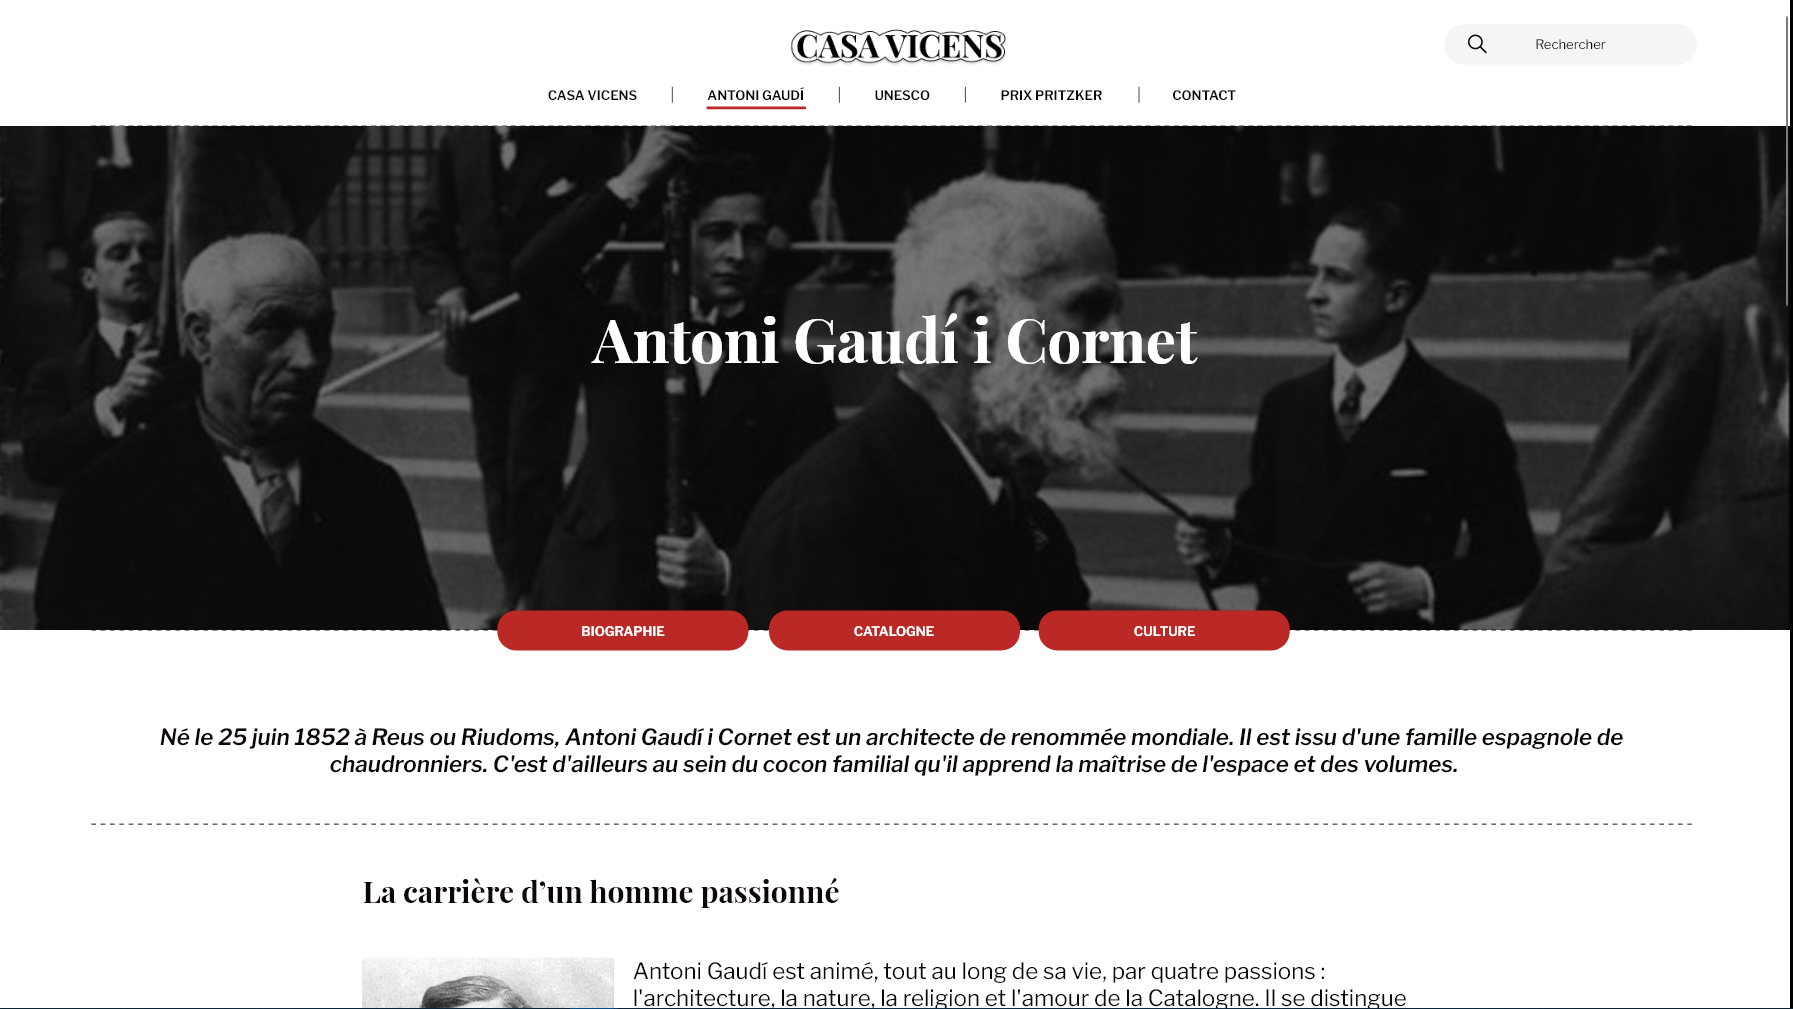 CASA VICENS
Rechercher
CASA VICENS | ANTONI GAUDÍ | UNESCO | PRIX PRITZKER | CONTACT
Antoni Gaudí i Cornet
BIOGRAPHIE
CATALOGNE
CULTURE
Né le 25 juin 1852 à Reus ou Riudoms, Antoni Gaudí i Cornet est un architecte de renommée mondiale. Il est issu d'une famille espagnole de
chaudronniers. C'est d'ailleurs au sein du cocon familial qu'il apprend la maîtrise de l'espace et des volumes.
La carrière d’un homme passionné
Antoni Gaudí est animé, tout au long de sa vie, par quatre passions :
l'architecture, la nature, la religion et l'amour de la Catalogne. Il se distingue